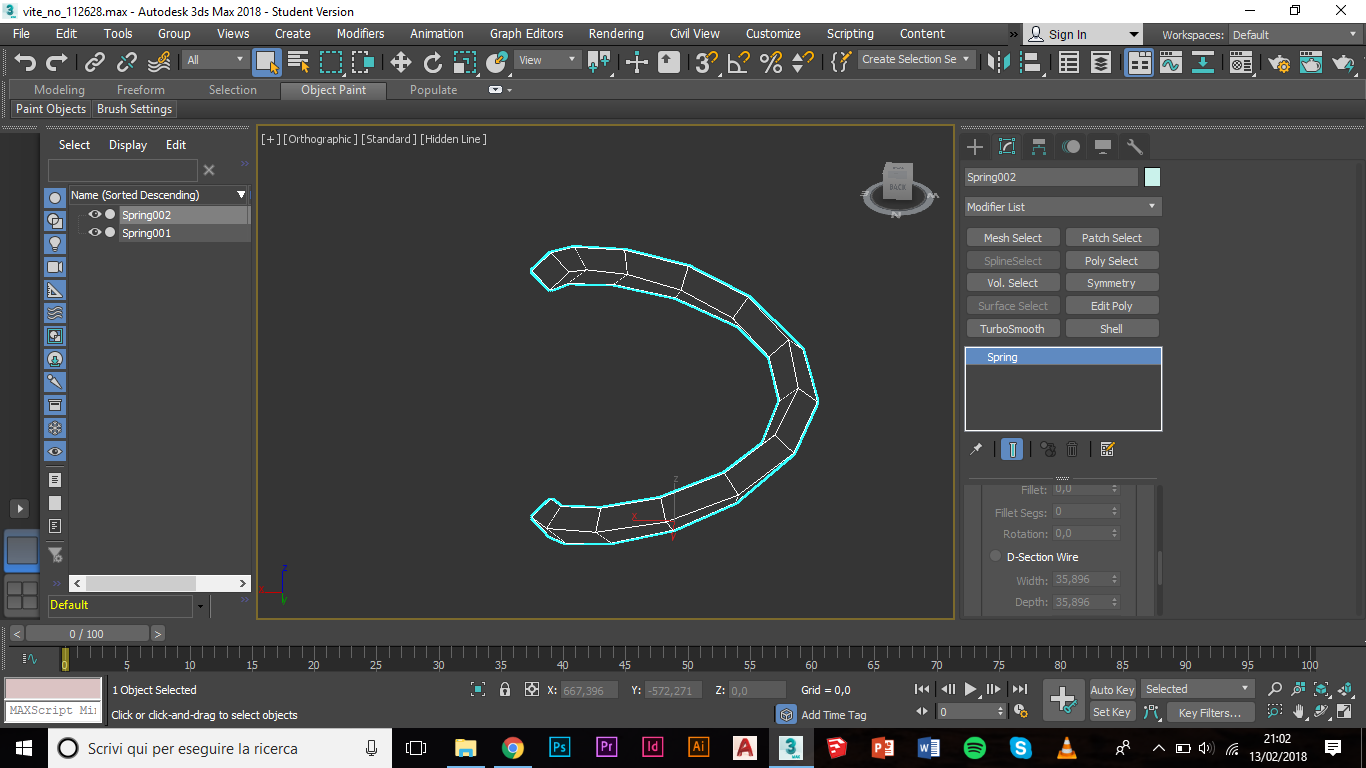 vite_no_112628.max - Autodesk 3ds Max 2018 - Student Version
File Edit Tools Group Views Create Modifiers Animation Graph Editors Rendering Civil View Customize Scripting Content » Sign In Workspaces: Default
All View Create Selection Se
Modeling Freeform Selection Object Paint Populate
Paint Objects Brush Settings
Select Display Edit
Name (Sorted Descending)
Spring002
Spring001
Default
[+] [Orthographic] [Standard] [Hidden Line]
BACK
N
z
x
y
z
y
Spring002
Modifier List
Mesh Select Patch Select
SplineSelect Poly Select
Vol. Select Symmetry
Surface Select Edit Poly
TurboSmooth Shell
Spring
Fillet: 0,0
Fillet Segs: 0
Rotation: 0,0
D-Section Wire
Width: 35,896
Depth: 35,896
< 0 / 100 >
0 5 10 15 20 25 30 35 40 45 50 55 60 65 70 75 80 85 90 95 100
1 Object Selected X: 667,396 Y: -572,271 Z: 0,0 Grid = 0,0 Auto Key Selected
MAXScript Mi
Click or click-and-drag to select objects Add Time Tag 0 Set Key Key Filters...
Scrivi qui per eseguire la ricerca
Ps Pr Id Ai A 3 MAX
21:02
13/02/2018